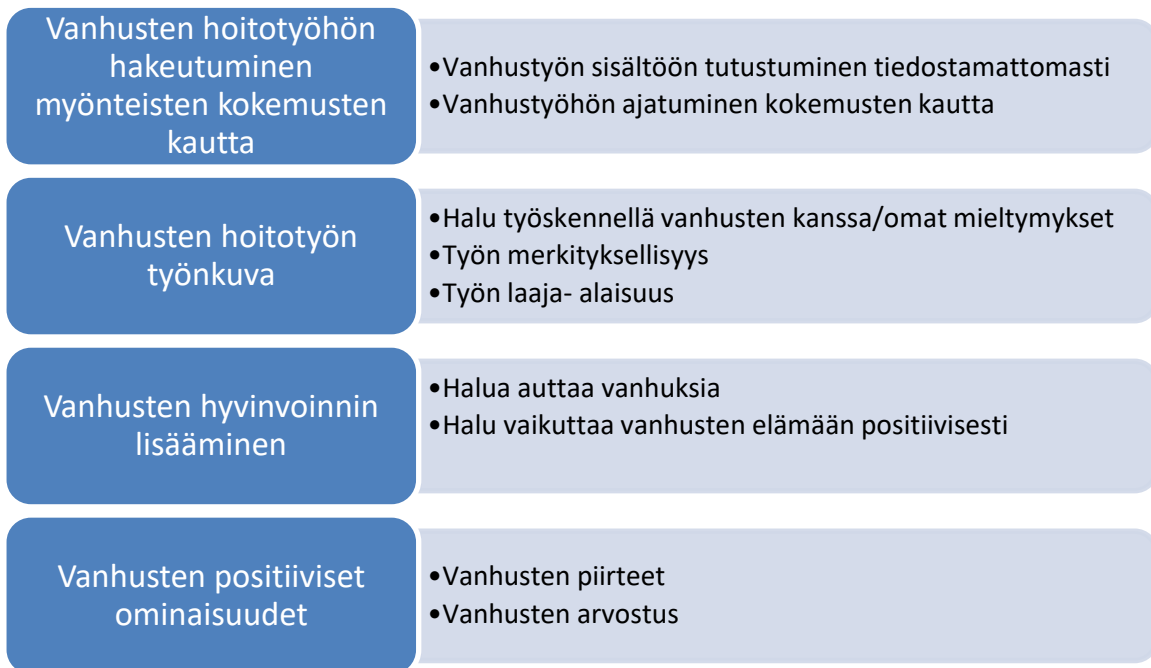 Vanhusten hoitotyöhön
hakeutuminen
myönteisten kokemusten
kautta
•Vanhustyön sisältöön tutustuminen tiedostamattomasti
•Vanhustyöhön ajatuminen kokemusten kautta
Vanhusten hoitotyön
työnkuva
•Halu työskennellä vanhusten kanssa/omat mieltymykset
•Työn merkityksellisyys
•Työn laaja- alaisuus
Vanhusten hyvinvoinnin
lisääminen
•Halua auttaa vanhuksia
•Halu vaikuttaa vanhusten elämään positiivisesti
Vanhusten positiiviset
ominaisuudet
•Vanhusten piirteet
•Vanhusten arvostus